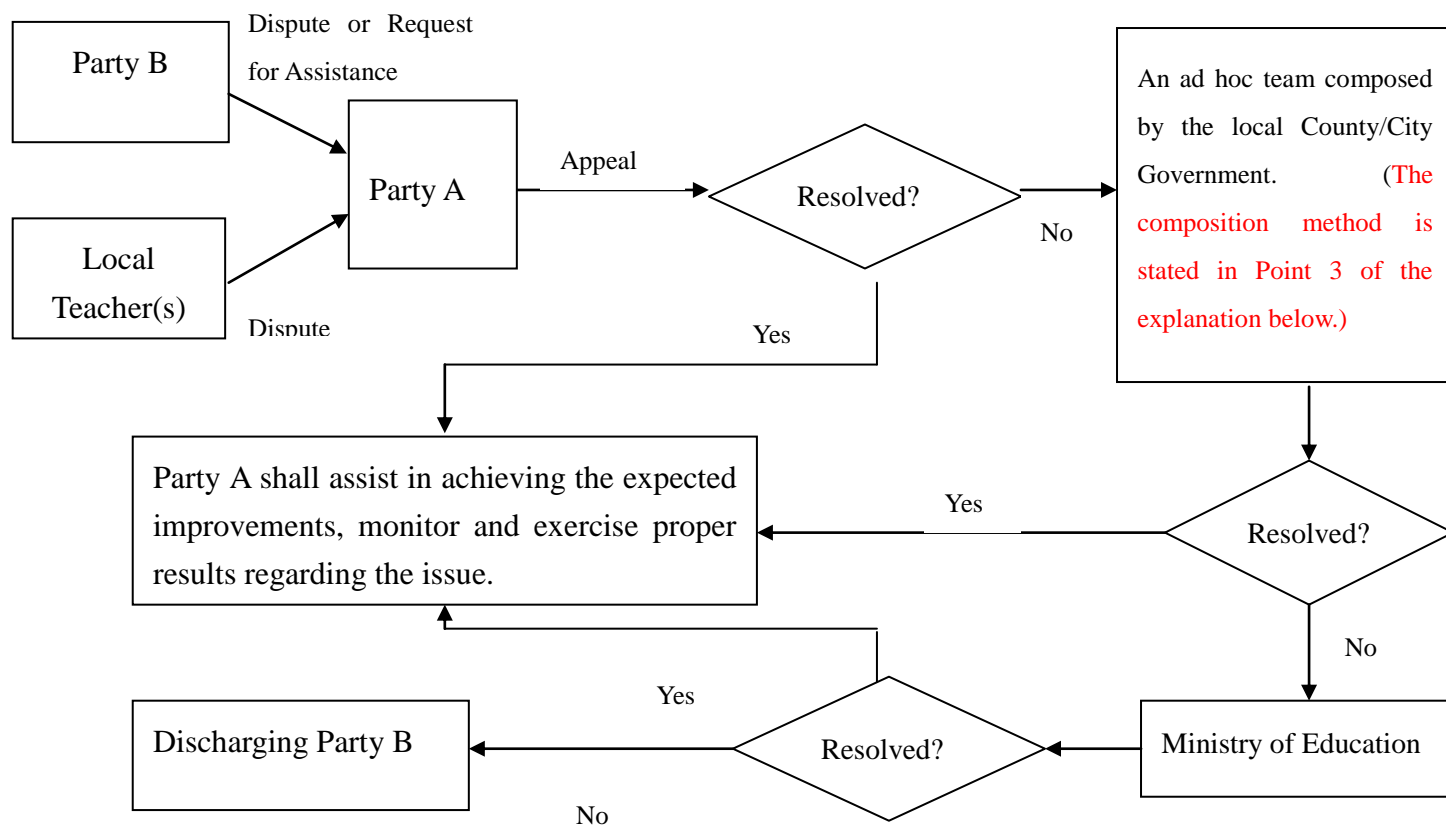 Dispute or Request
for Assistance
Party B
Party A
Local
Teacher(s)
Dispute
Appeal
Resolved?
No
Yes
An ad hoc team composed
by the local County/City
Government. (The
composition method is
stated in Point 3 of the
explanation below.)
Party A shall assist in achieving the expected
improvements, monitor and exercise proper
results regarding the issue.
Yes
Resolved?
No
Ministry of Education
Resolved?
Yes
No
Discharging Party B